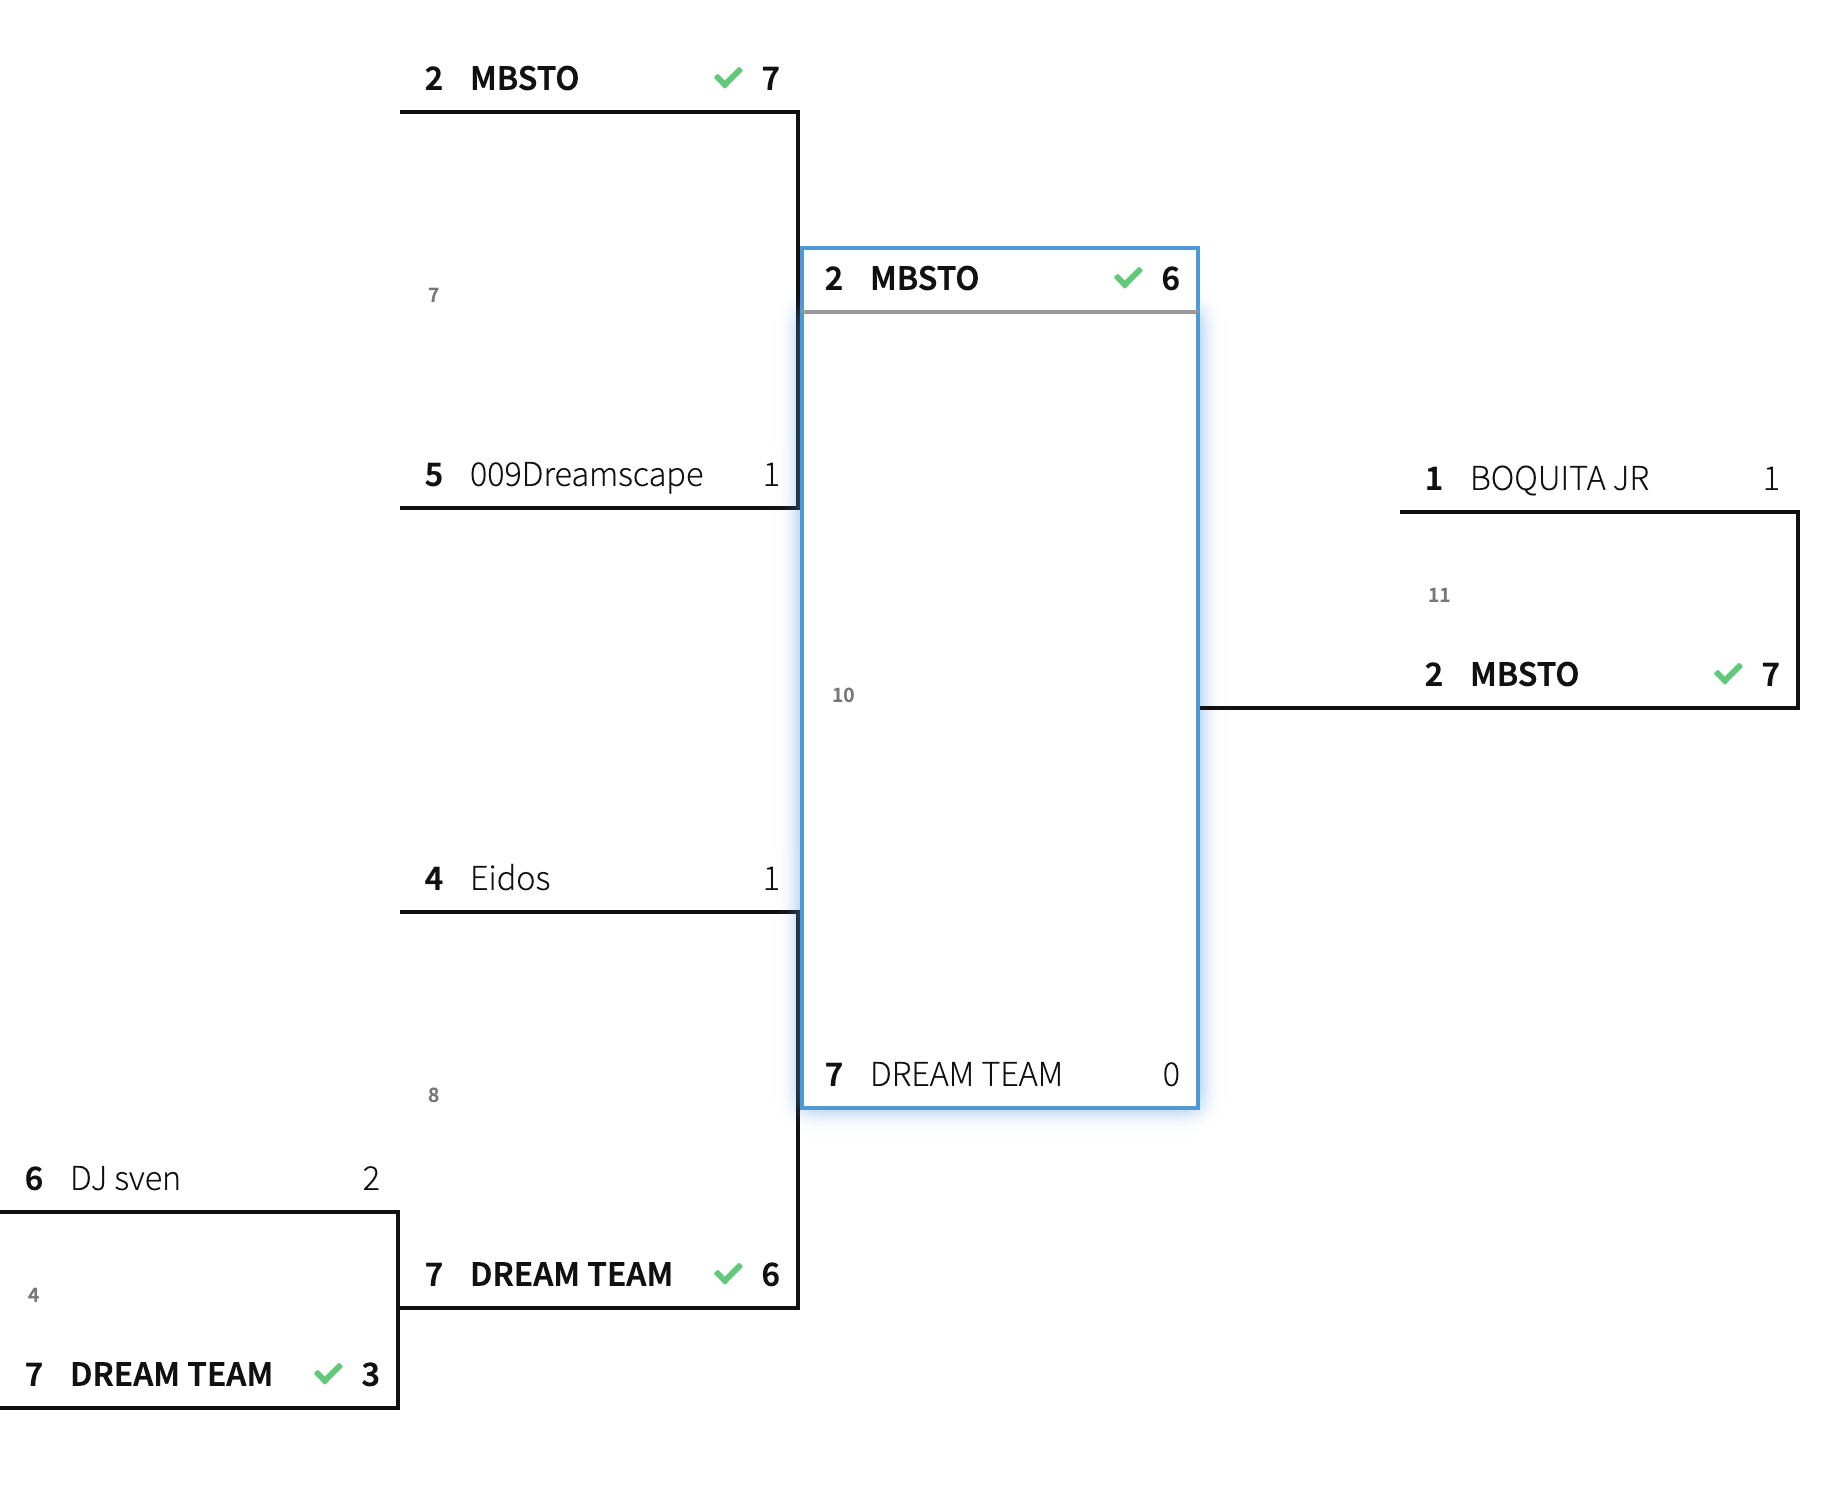 2 MBSTO 7
7
5 009Dreamscape 1
2 MBSTO 6
10
7 DREAM TEAM 0
1 BOQUITA JR 1
11
2 MBSTO 7
4 Eidos 1
8
7 DREAM TEAM 6
6 DJ sven 2
4
7 DREAM TEAM 3